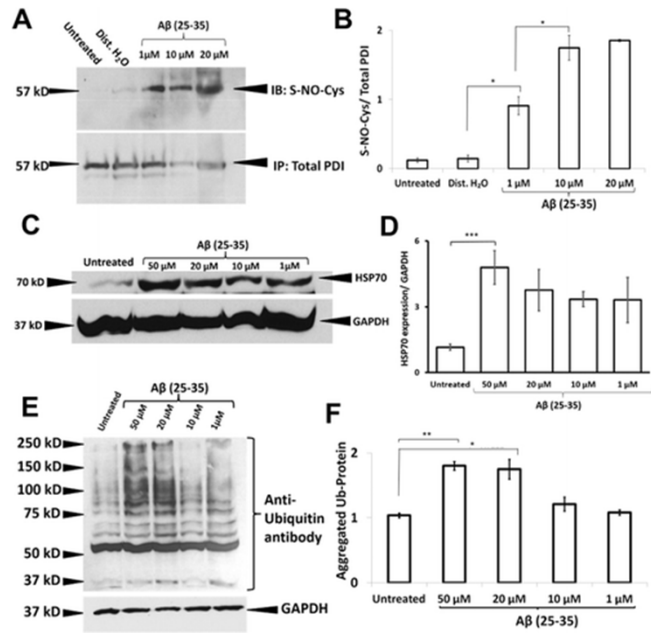 A
Untreated
Dist. H₂O
Aβ (25-35)
1μM 10 μM 20 μM
57 kD
IB: S-NO-Cys
57 kD
IP: Total PDI
B
S-NO-Cys/ Total PDI
2
1
0
*
*
Untreated Dist. H₂O 1 μM 10 μM 20 μM
Aβ (25-35)
C
Aβ (25-35)
Untreated 50 μM 20 μM 10 μM 1μM
70 kD
HSP70
37 kD
GAPDH
D
HSP70 expression/ GAPDH
6
3
0
***
Untreated 50 μM 20 μM 10 μM 1 μM
Aβ (25-35)
E
Aβ (25-35)
Untreated 50 μM 20 μM 10 μM 1μM
250 kD
150 kD
100 kD
75 kD
50 kD
37 kD
Anti-
Ubiquitin
antibody
37 kD
GAPDH
F
Aggregated Ub-Protein
2
1
0
**
*
Untreated 50 μM 20 μM 10 μM 1 μM
Aβ (25-35)